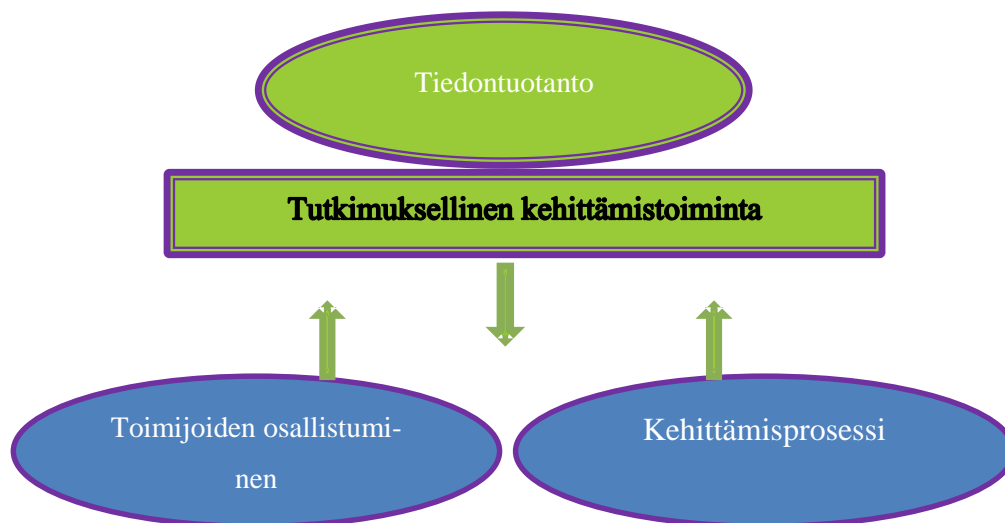 Tiedontuotanto
Tutkimuksellinen kehittämistoiminta
Toimijoiden osallistumi-
nen
Kehittämisprosessi